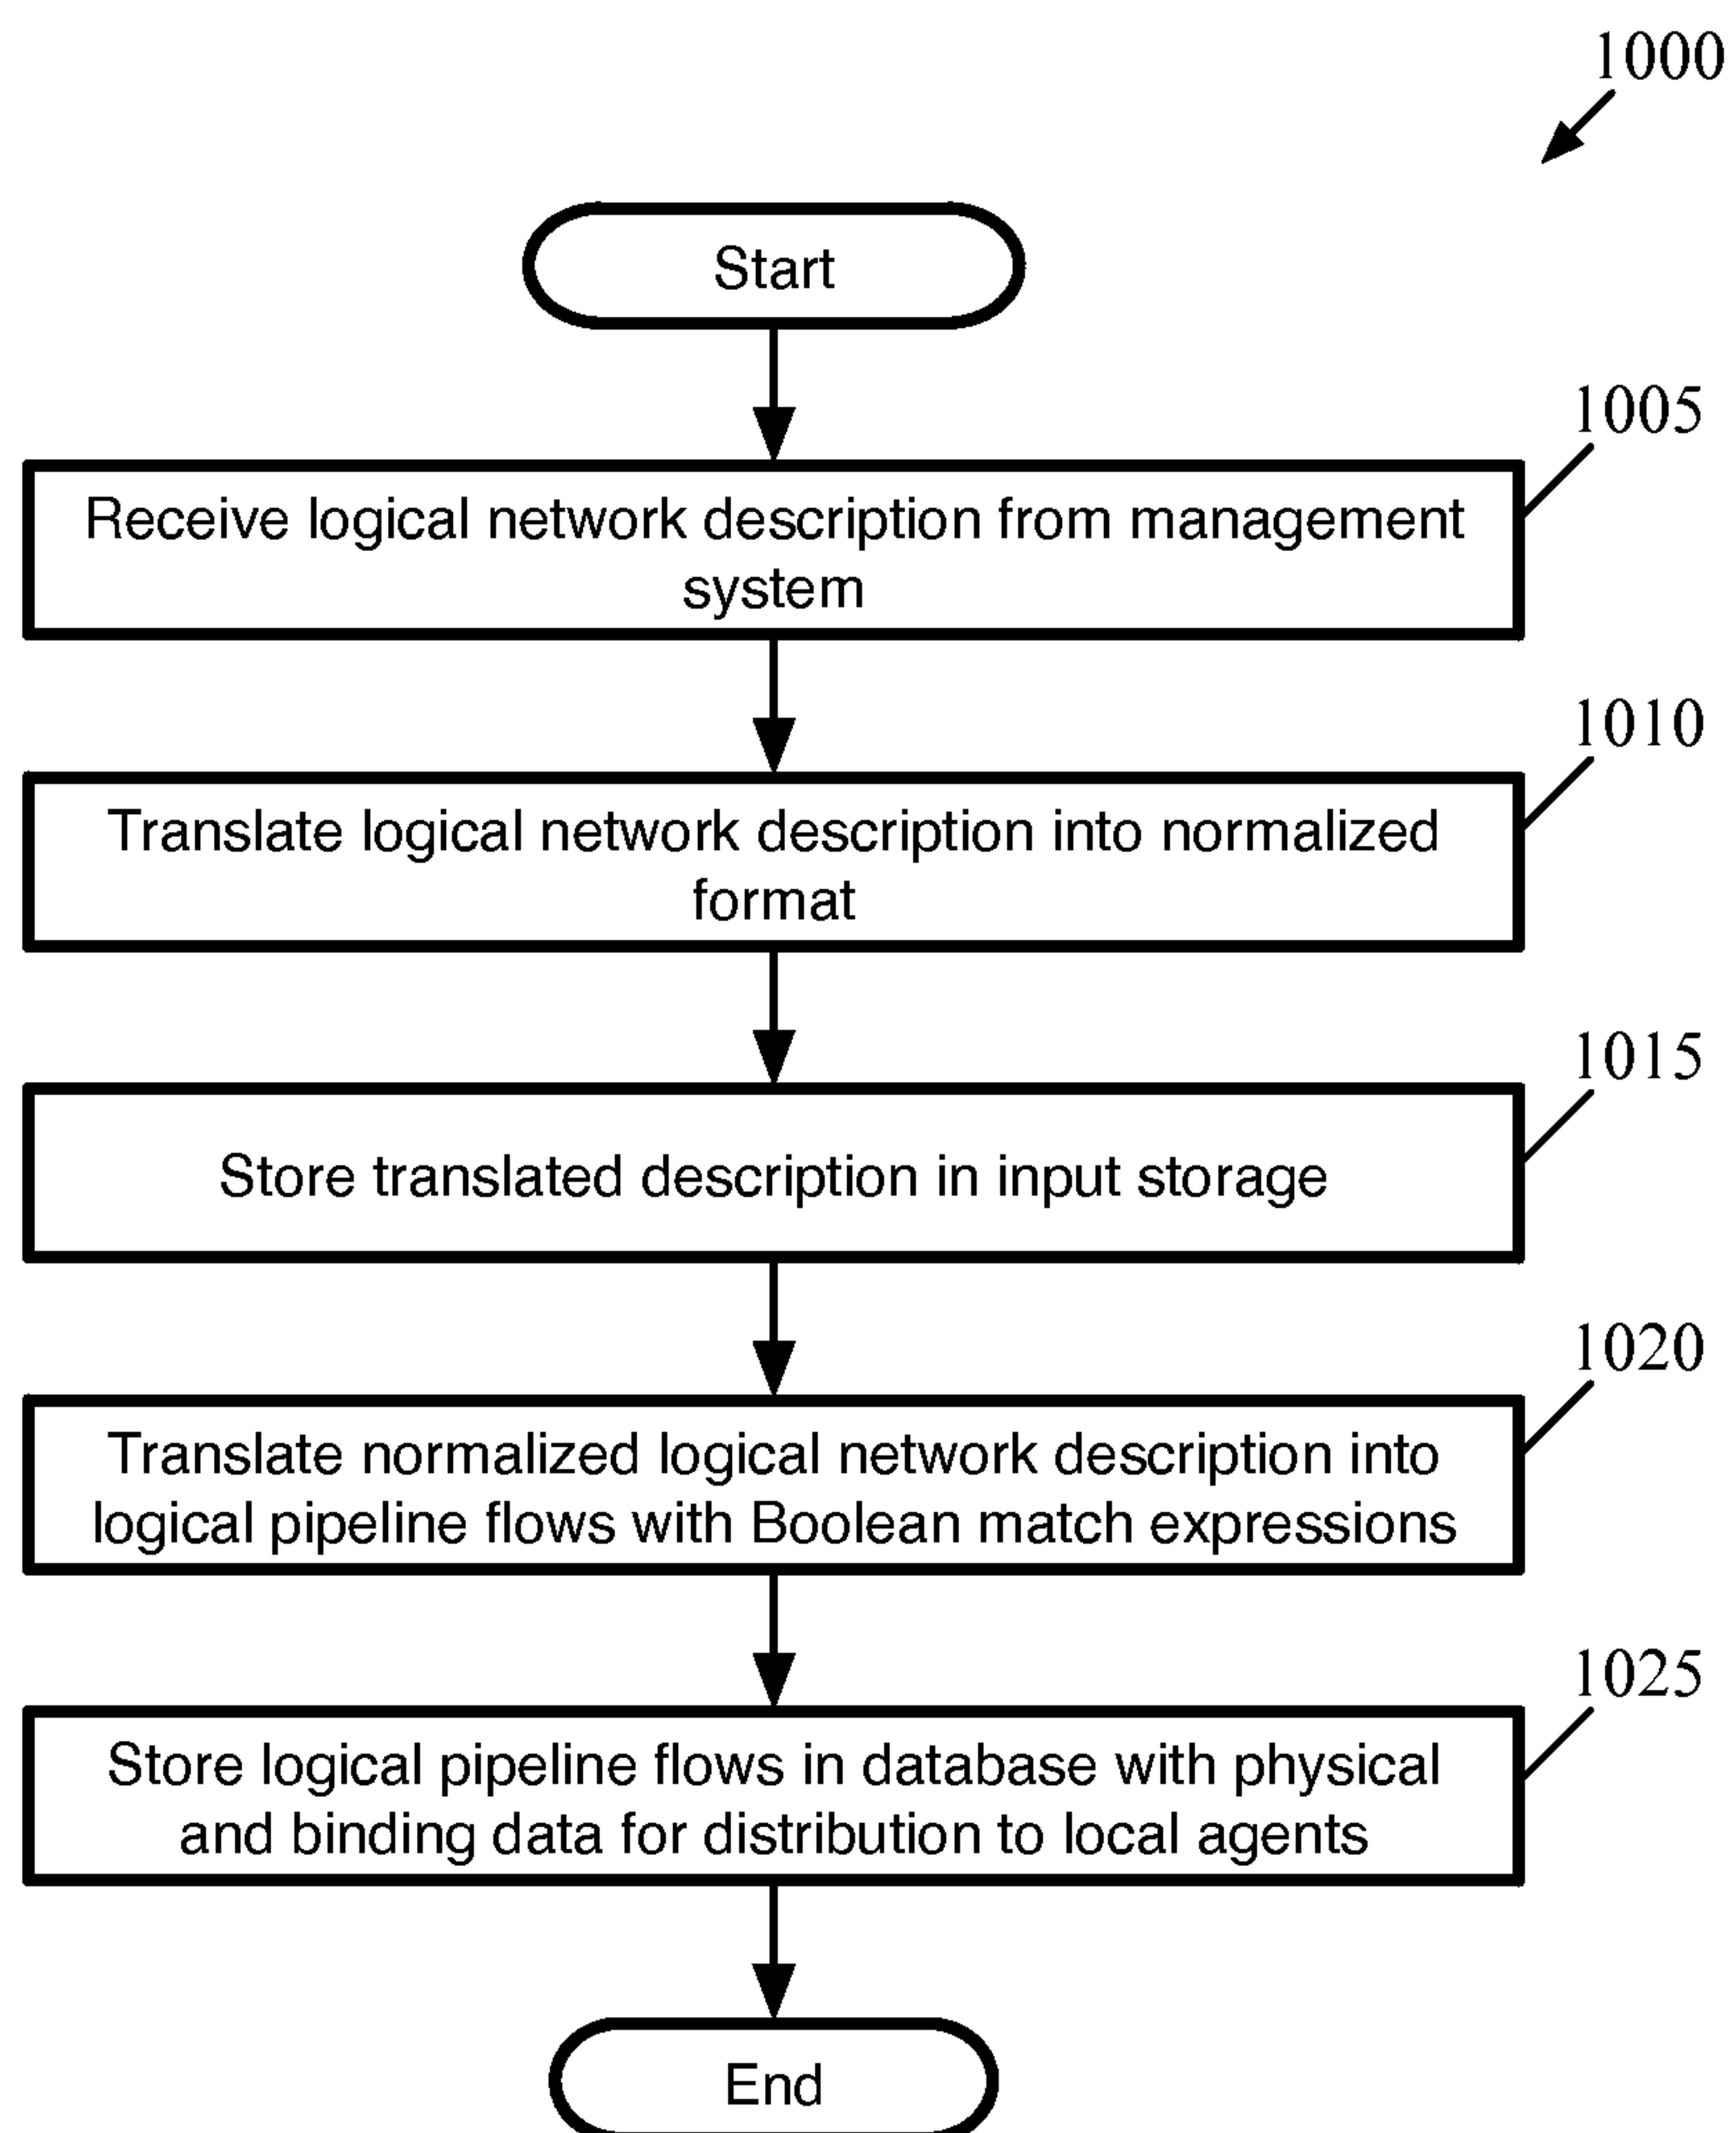 1000
Start
1005
Receive logical network description from management
system
1010
Translate logical network description into normalized
format
1015
Store translated description in input storage
1020
Translate normalized logical network description into
logical pipeline flows with Boolean match expressions
1025
Store logical pipeline flows in database with physical
and binding data for distribution to local agents
End